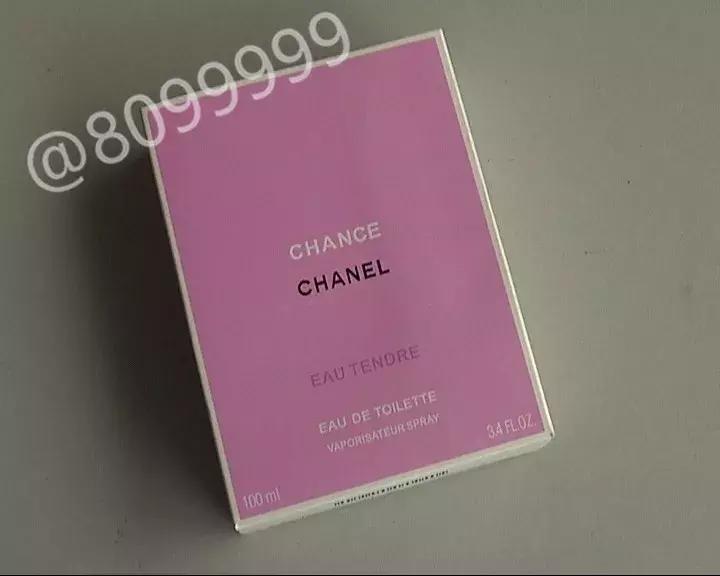 @8099999
CHANCE
CHANEL
EAU TENDRE
EAU DE TOILETTE
VAPORISATEUR SPRAY
100 ml
3.4 FL.OZ.